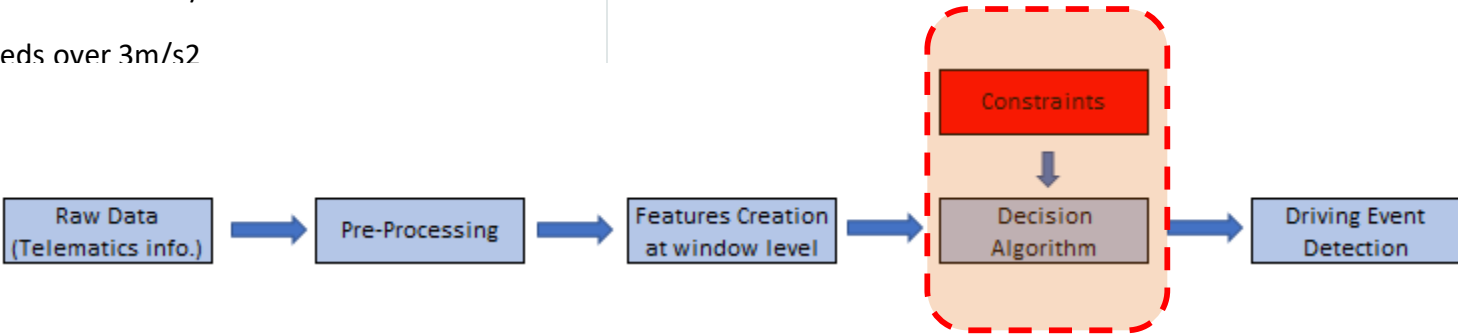 eeds over 3m/s2
Constraints
Raw Data
(Telematics info.)
Pre-Processing
Features Creation
at window level
Decision
Algorithm
Driving Event
Detection